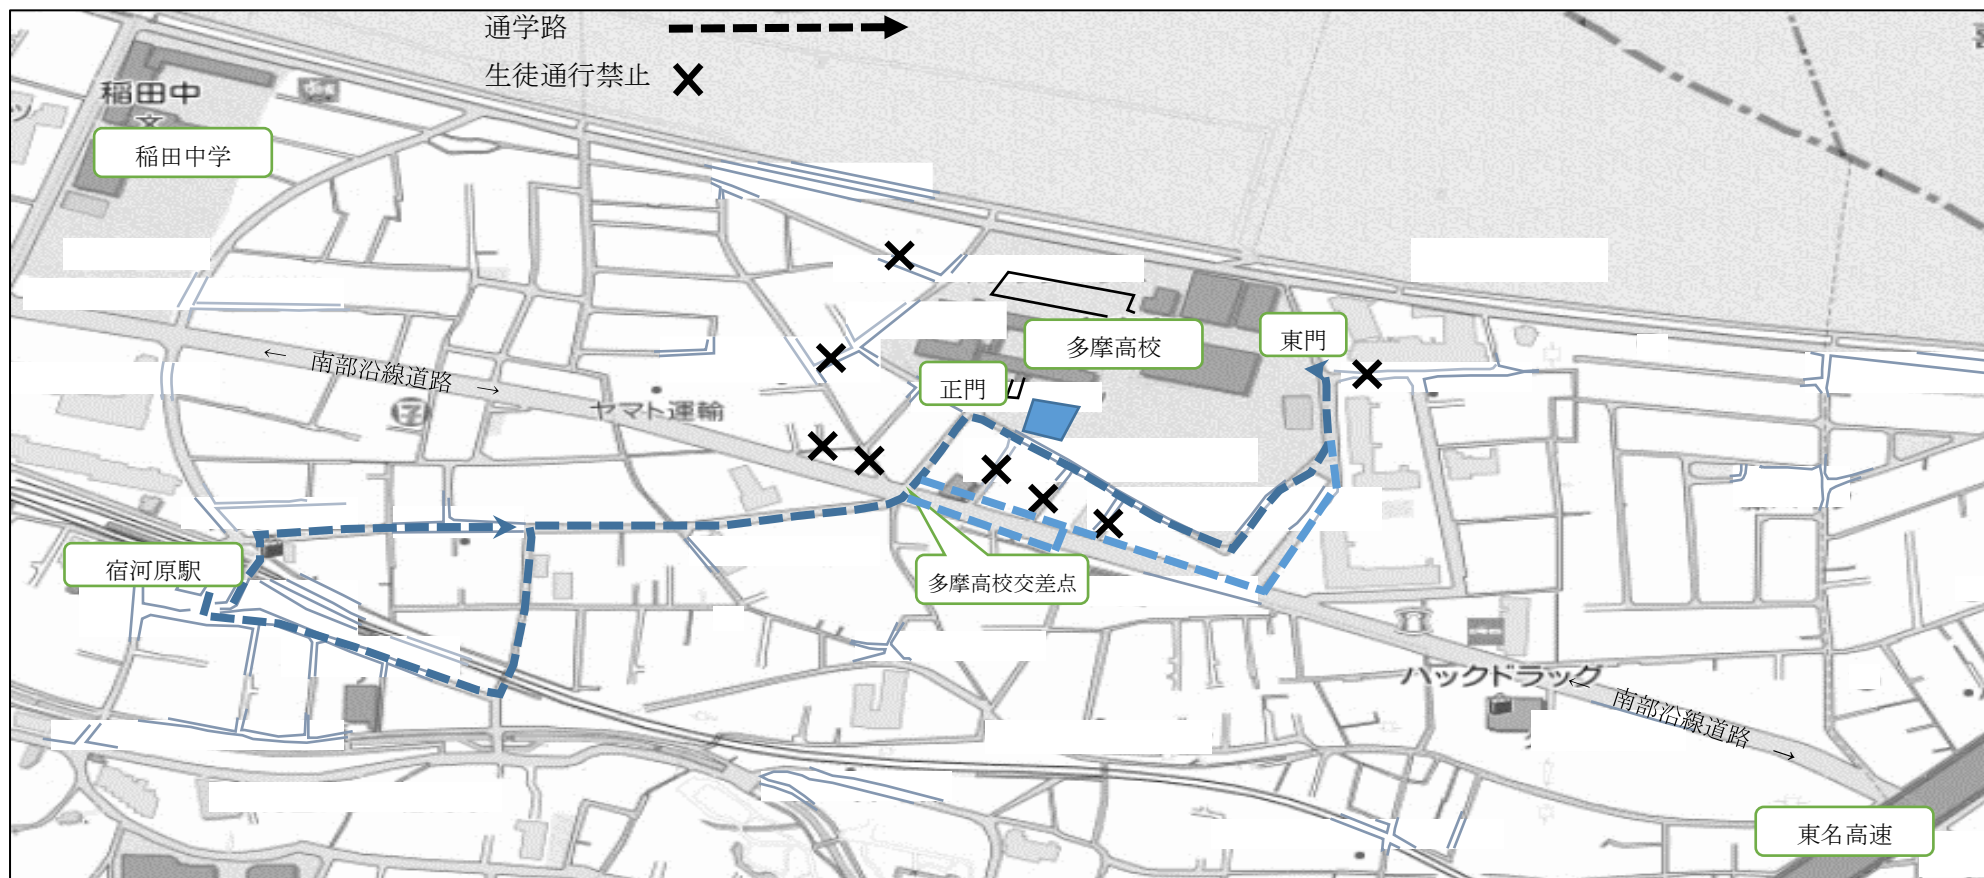 通学路
生徒通行禁止
稲田中
文
稲田中学
多摩高校
東門
正門
← 南部沿線道路 →
ヤマト運輸
宿河原駅
多摩高校交差点
ハックドラッグ
← 南部沿線道路 →
東名高速